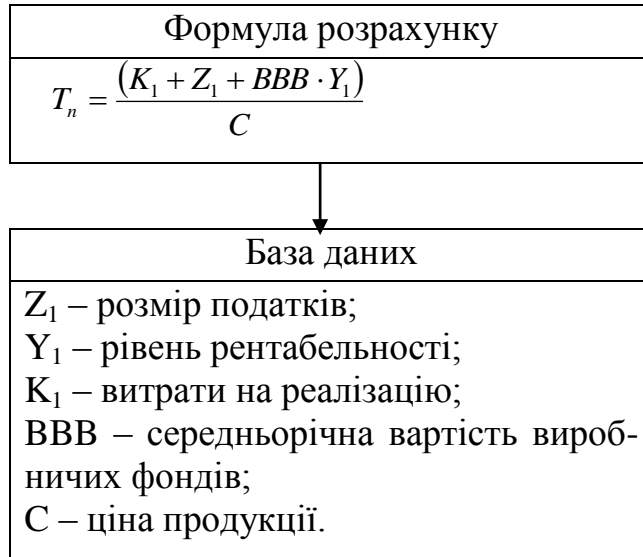 Формула розрахунку
Tₙ = (K₁ + Z₁ + BBB · Y₁) / C
База даних
Z₁ – розмір податків;
Y₁ – рівень рентабельності;
K₁ – витрати на реалізацію;
ВВВ – середньорічна вартість вироб-
ничих фондів;
С – ціна продукції.